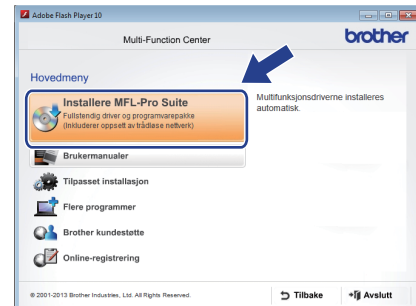 Adobe Flash Player 10
Multi-Function Center
brother
Hovedmeny
Installere MFL-Pro Suite
Fullstendig driver og programvarepakke
(Inkluderer oppsett av trådløse nettverk)
Multifunksjonsdriverne installeres
automatisk.
Brukermanualer
Tilpasset installasjon
Flere programmer
Brother kundestøtte
Online-registrering
© 2001-2013 Brother Industries, Ltd. All Rights Reserved.
Tilbake
Avslutt